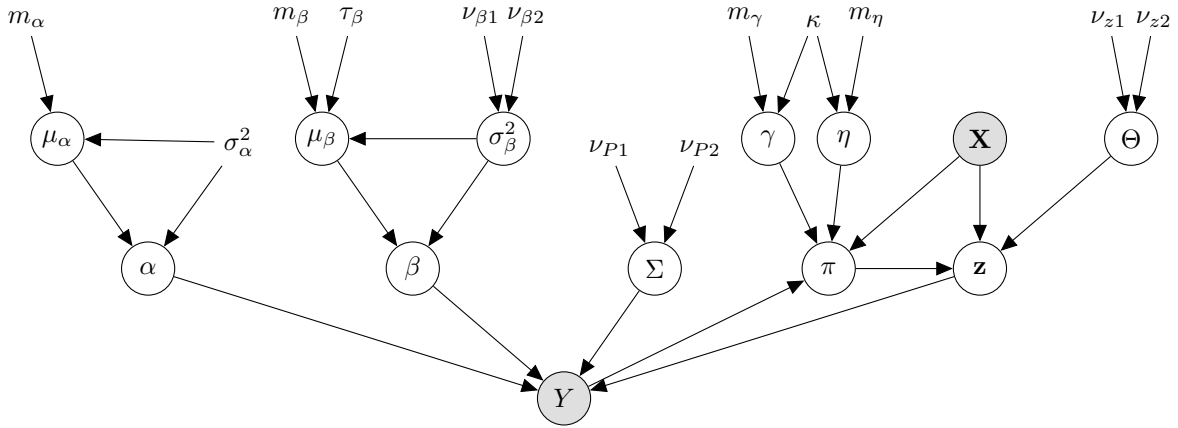 m_α m_β τ_β ν_β1 ν_β2 m_γ κ m_η ν_z1 ν_z2
μ_α σ²_α μ_β σ²_β ν_P1 ν_P2 γ η X Θ
α β Σ π z
Y